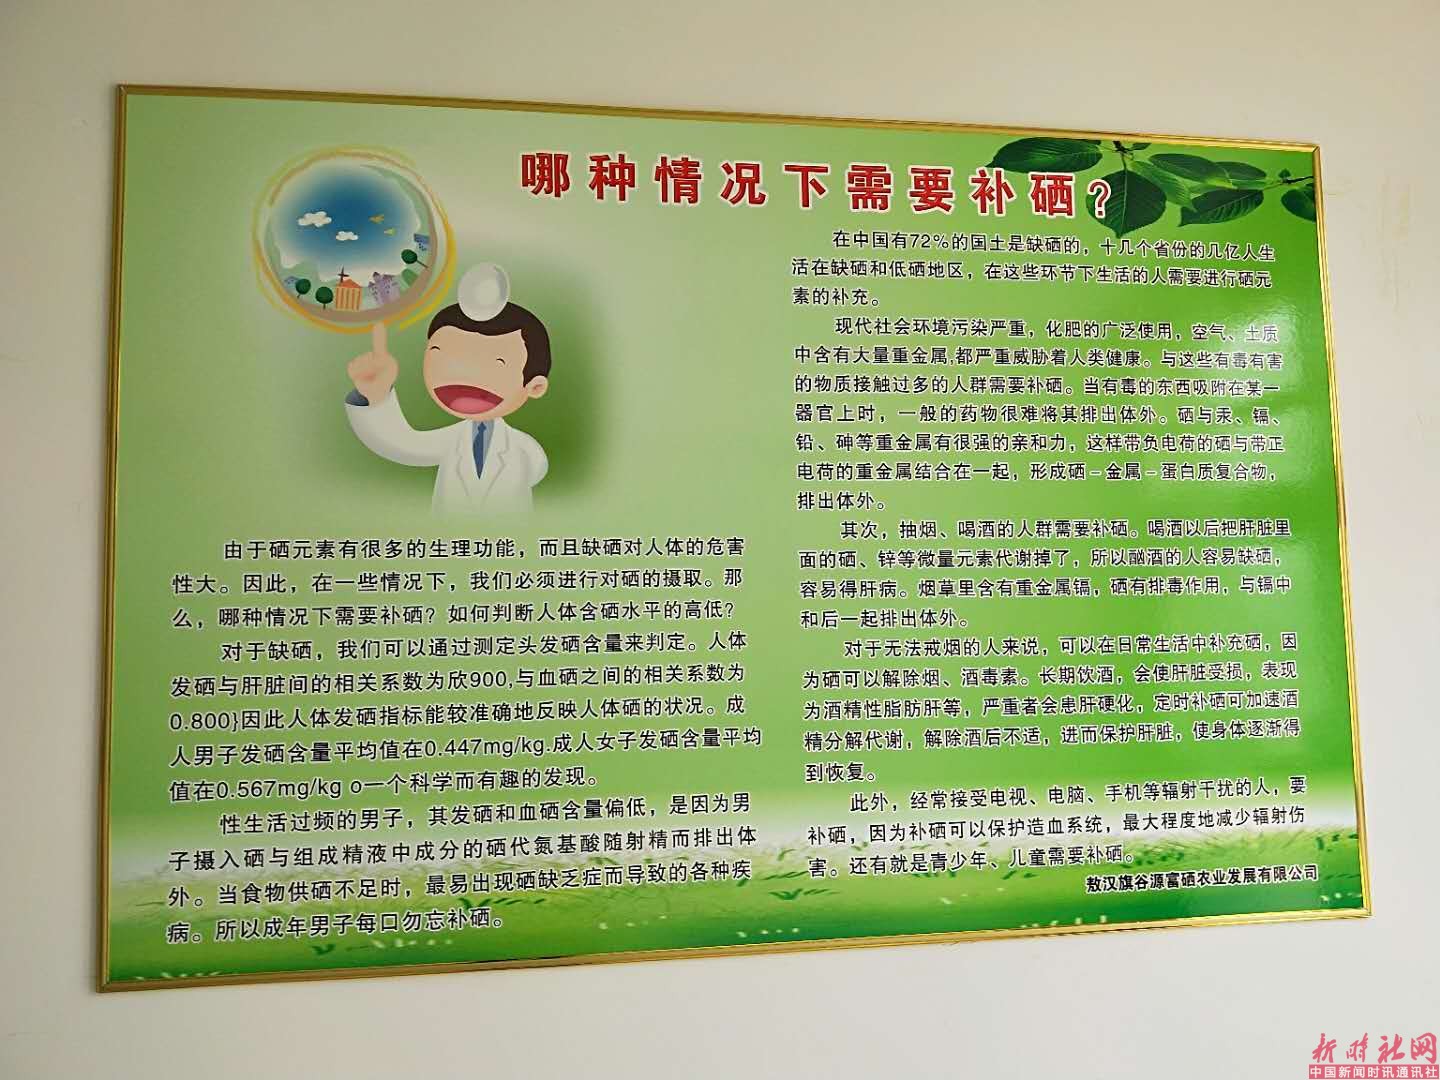 哪种情况下需要补硒？
由于硒元素有很多的生理功能，而且缺硒对人体的危害
性大。因此，在一些情况下，我们必须进行对硒的摄取。那
么，哪种情况下需要补硒？如何判断人体含硒水平的高低？
对于缺硒，我们可以通过测定头发硒含量来判定。人体
发硒与肝脏间的相关系数为欣900,与血硒之间的相关系数为
0.800}因此人体发硒指标能较准确地反映人体硒的状况。成
人男子发硒含量平均值在0.447mg/kg.成人女子发硒含量平均
值在0.567mg/kg o一个科学而有趣的发现。
性生活过频的男子，其发硒和血硒含量偏低，是因为男
子摄入硒与组成精液中成分的硒代氮基酸随射精而排出体
外。当食物供硒不足时，最易出现硒缺乏症而导致的各种疾
病。所以成年男子每口勿忘补硒。
在中国有72%的国土是缺硒的，十几个省份的几亿人生
活在缺硒和低硒地区，在这些环节下生活的人需要进行硒元
素的补充。
现代社会环境污染严重，化肥的广泛使用，空气、土质
中含有大量重金属,都严重威胁着人类健康。与这些有毒有害
的物质接触过多的人群需要补硒。当有毒的东西吸附在某一
器官上时，一般的药物很难将其排出体外。硒与汞、镉、
铅、砷等重金属有很强的亲和力，这样带负电荷的硒与带正
电荷的重金属结合在一起，形成硒－金属－蛋白质复合物，
排出体外。
其次，抽烟、喝酒的人群需要补硒。喝酒以后把肝脏里
面的硒、锌等微量元素代谢掉了，所以酗酒的人容易缺硒，
容易得肝病。烟草里含有重金属镉，硒有排毒作用，与镉中
和后一起排出体外。
对于无法戒烟的人来说，可以在日常生活中补充硒，因
为硒可以解除烟、酒毒素。长期饮酒，会使肝脏受损，表现
为酒精性脂肪肝等，严重者会患肝硬化，定时补硒可加速酒
精分解代谢，解除酒后不适，进而保护肝脏，使身体逐渐得
到恢复。
此外，经常接受电视、电脑、手机等辐射干扰的人，要
补硒，因为补硒可以保护造血系统，最大程度地减少辐射伤
害。还有就是青少年、儿童需要补硒。
敖汉旗谷源富硒农业发展有限公司
新时社网
中国新闻时讯通讯社